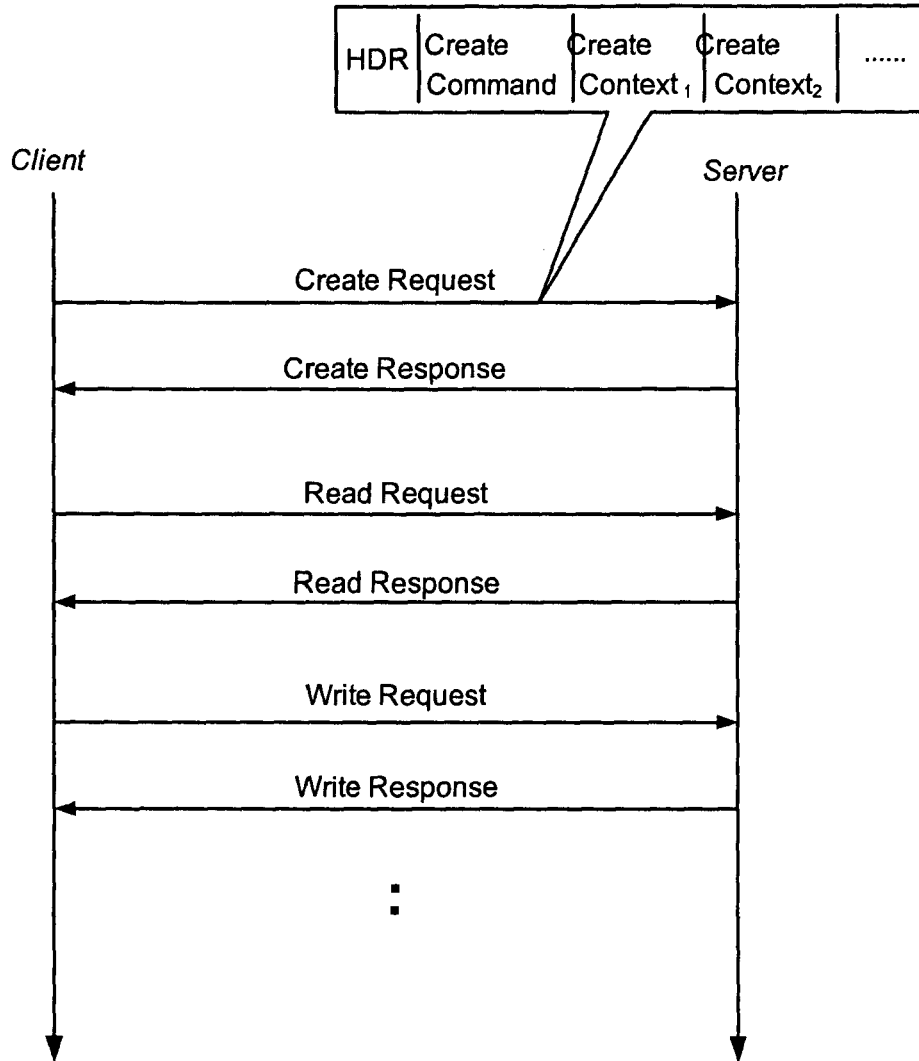 HDR Create Create Create ......
Command Context₁ Context₂
Client
Server
Create Request
Create Response
Read Request
Read Response
Write Request
Write Response
: